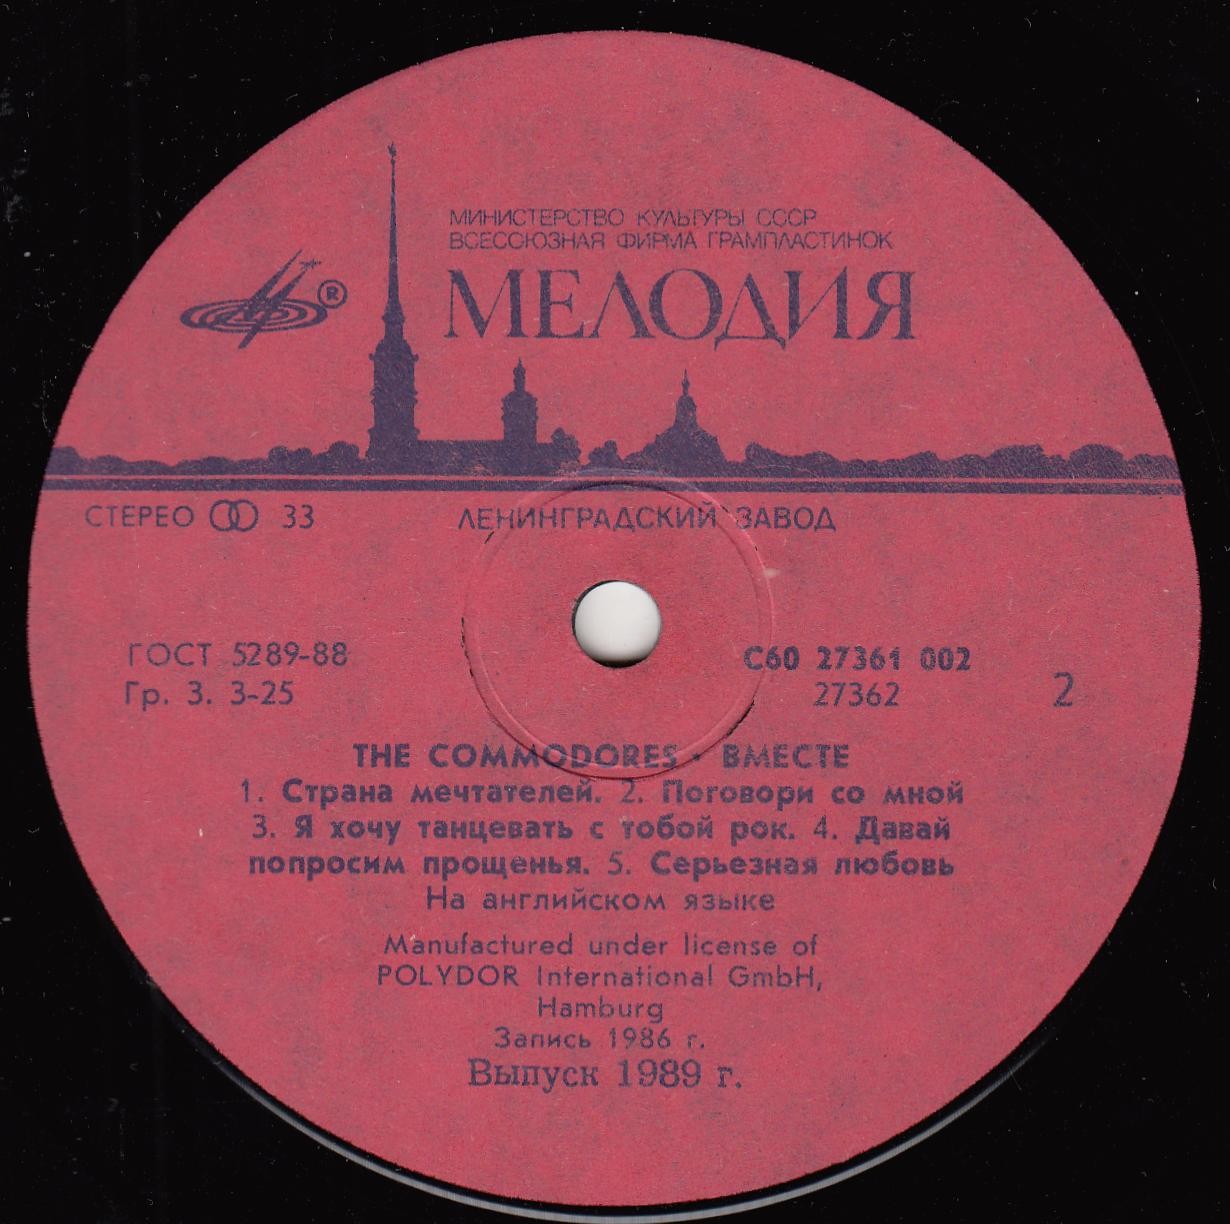 МИНИСТЕРСТВО КУЛЬТУРЫ СССР
ВСЕСОЮЗНАЯ ФИРМА ГРАМПЛАСТИНОК
МЕЛОДИЯ
®
СТЕРЕО 33
ЛЕНИНГРАДСКИЙ ЗАВОД
ГОСТ 5289-88
Гр. 3. 3-25
С60 27361 002
27362
2
THE COMMODORES · ВМЕСТЕ
1. Страна мечтателей. 2. Поговори со мной
3. Я хочу танцевать с тобой рок. 4. Давай
попросим прощенья. 5. Серьезная любовь
На английском языке
Manufactured under license of
POLYDOR International GmbH,
Hamburg
Запись 1986 г.
Выпуск 1989 г.